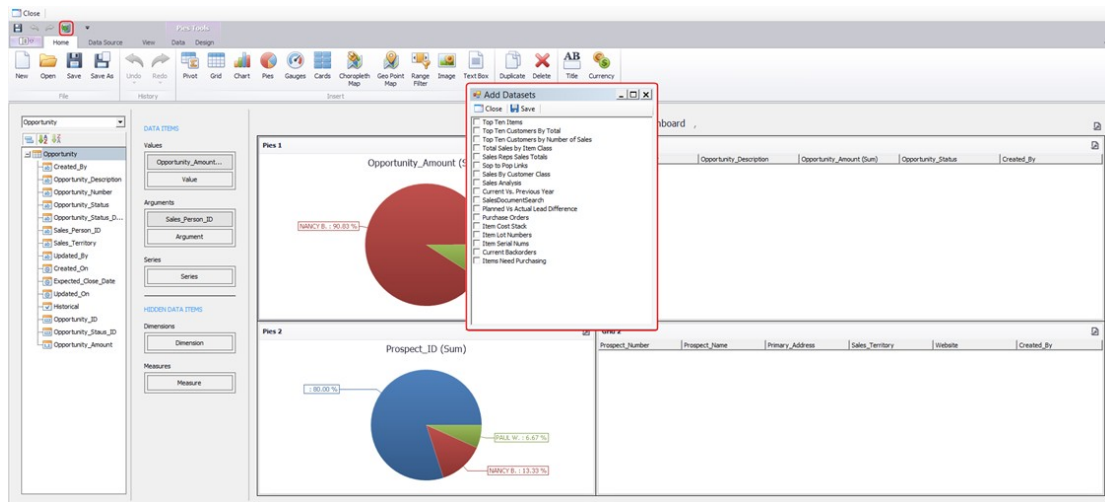 Close
Pies Tools
Home Data Source View Data Design
New Open Save Save As Undo Redo Pivot Grid Chart Pies Gauges Cards Choropleth Map Geo Point Map Range Filter Image Text Box Duplicate Delete AB Title Currency
File History Insert
Opportunity
Opportunity
Created_By
Opportunity_Description
Opportunity_Number
Opportunity_Status
Opportunity_Status_D...
Sales_Person_ID
Sales_Territory
Updated_By
Created_On
Expected_Close_Date
Updated_On
Historical
Opportunity_ID
Opportunity_Staus_ID
Opportunity_Amount
DATA ITEMS
Values
Opportunity_Amount...
Value
Arguments
Sales_Person_ID
Argument
Series
Series
HIDDEN DATA ITEMS
Dimensions
Dimension
Measures
Measure
Pies 1
Opportunity_Amount (S
NANCY B. : 90.83 %
Pies 2
Prospect_ID (Sum)
: 80.00 %
PAUL W. : 6.67 %
NANCY B. : 13.33 %
Add Datasets
Close Save
Top Ten Items
Top Ten Customers By Total
Top Ten Customers by Number of Sales
Total Sales by Item Class
Sales Reps Sales Totals
Sop to Pop Links
Sales By Customer Class
Sales Analysis
Current Vs. Previous Year
SalesDocumentSearch
Planned Vs Actual Lead Difference
Purchase Orders
Item Cost Stack
Item Lot Numbers
Item Serial Nums
Current Backorders
Items Need Purchasing
hboard
Opportunity_Description Opportunity_Amount (Sum) Opportunity_Status Created_By
Grid 2
Prospect_Number Prospect_Name Primary_Address Sales_Territory Website Created_By